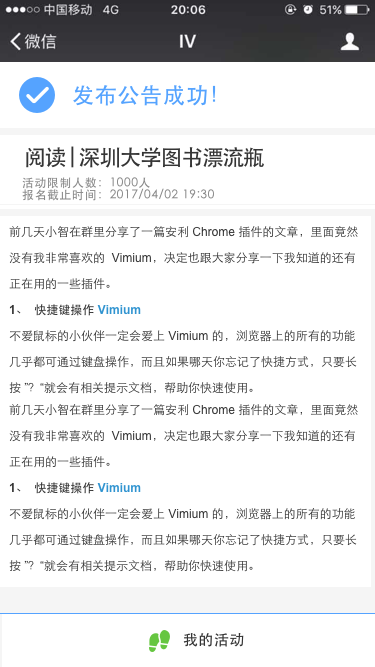 中国移动 4G 20:06 51%
微信 IV
发布公告成功!
阅读|深圳大学图书漂流瓶
活动限制人数：1000人
报名截止时间：2017/04/02 19:30
前几天小智在群里分享了一篇安利 Chrome 插件的文章，里面竟然
没有我非常喜欢的 Vimium，决定也跟大家分享一下我知道的还有
正在用的一些插件。
1、 快捷键操作 Vimium
不爱鼠标的小伙伴一定会爱上 Vimium 的，浏览器上的所有的功能
几乎都可通过键盘操作，而且如果哪天你忘记了快捷方式，只要长
按 ”？“就会有相关提示文档，帮助你快速使用。
前几天小智在群里分享了一篇安利 Chrome 插件的文章，里面竟然
没有我非常喜欢的 Vimium，决定也跟大家分享一下我知道的还有
正在用的一些插件。
1、 快捷键操作 Vimium
不爱鼠标的小伙伴一定会爱上 Vimium 的，浏览器上的所有的功能
几乎都可通过键盘操作，而且如果哪天你忘记了快捷方式，只要长
按 ”？“就会有相关提示文档，帮助你快速使用。
我的活动